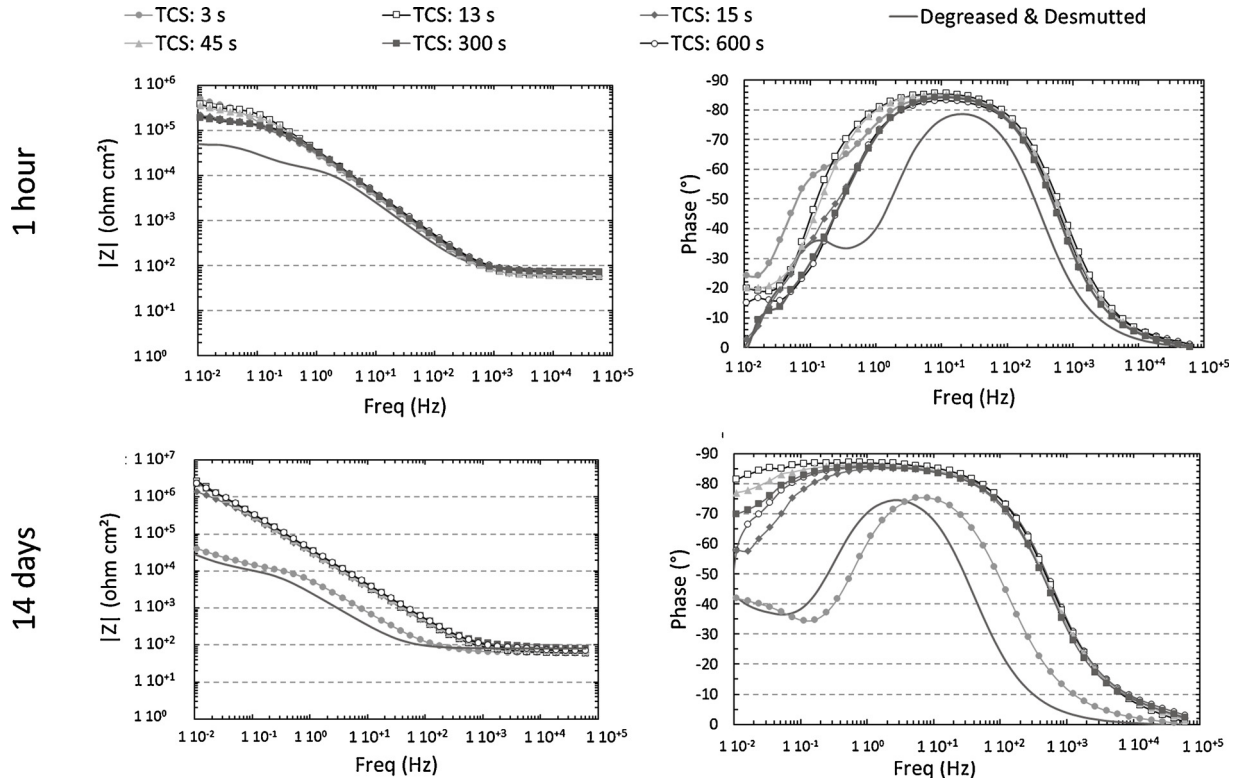 TCS: 3 s TCS: 13 s TCS: 15 s Degreased & Desmutted
TCS: 45 s TCS: 300 s TCS: 600 s
1 hour
|Z| (ohm cm²)
1 10+6
1 10+5
1 10+4
1 10+3
1 10+2
1 10+1
1 10⁰
1 10-2 1 10-1 1 10⁰ 1 10+1 1 10+2 1 10+3 1 10+4 1 10+5
Freq (Hz)
Phase (°)
-90
-80
-70
-60
-50
-40
-30
-20
-10
0
1 10-2 1 10-1 1 10⁰ 1 10+1 1 10+2 1 10+3 1 10+4 1 10+5
Freq (Hz)
14 days
|Z| (ohm cm²)
1 10+7
1 10+6
1 10+5
1 10+4
1 10+3
1 10+2
1 10+1
1 10⁰
1 10-2 1 10-1 1 10⁰ 1 10+1 1 10+2 1 10+3 1 10+4 1 10+5
Freq (Hz)
Phase (°)
-90
-80
-70
-60
-50
-40
-30
-20
-10
0
1 10-2 1 10-1 1 10⁰ 1 10+1 1 10+2 1 10+3 1 10+4 1 10+5
Freq (Hz)